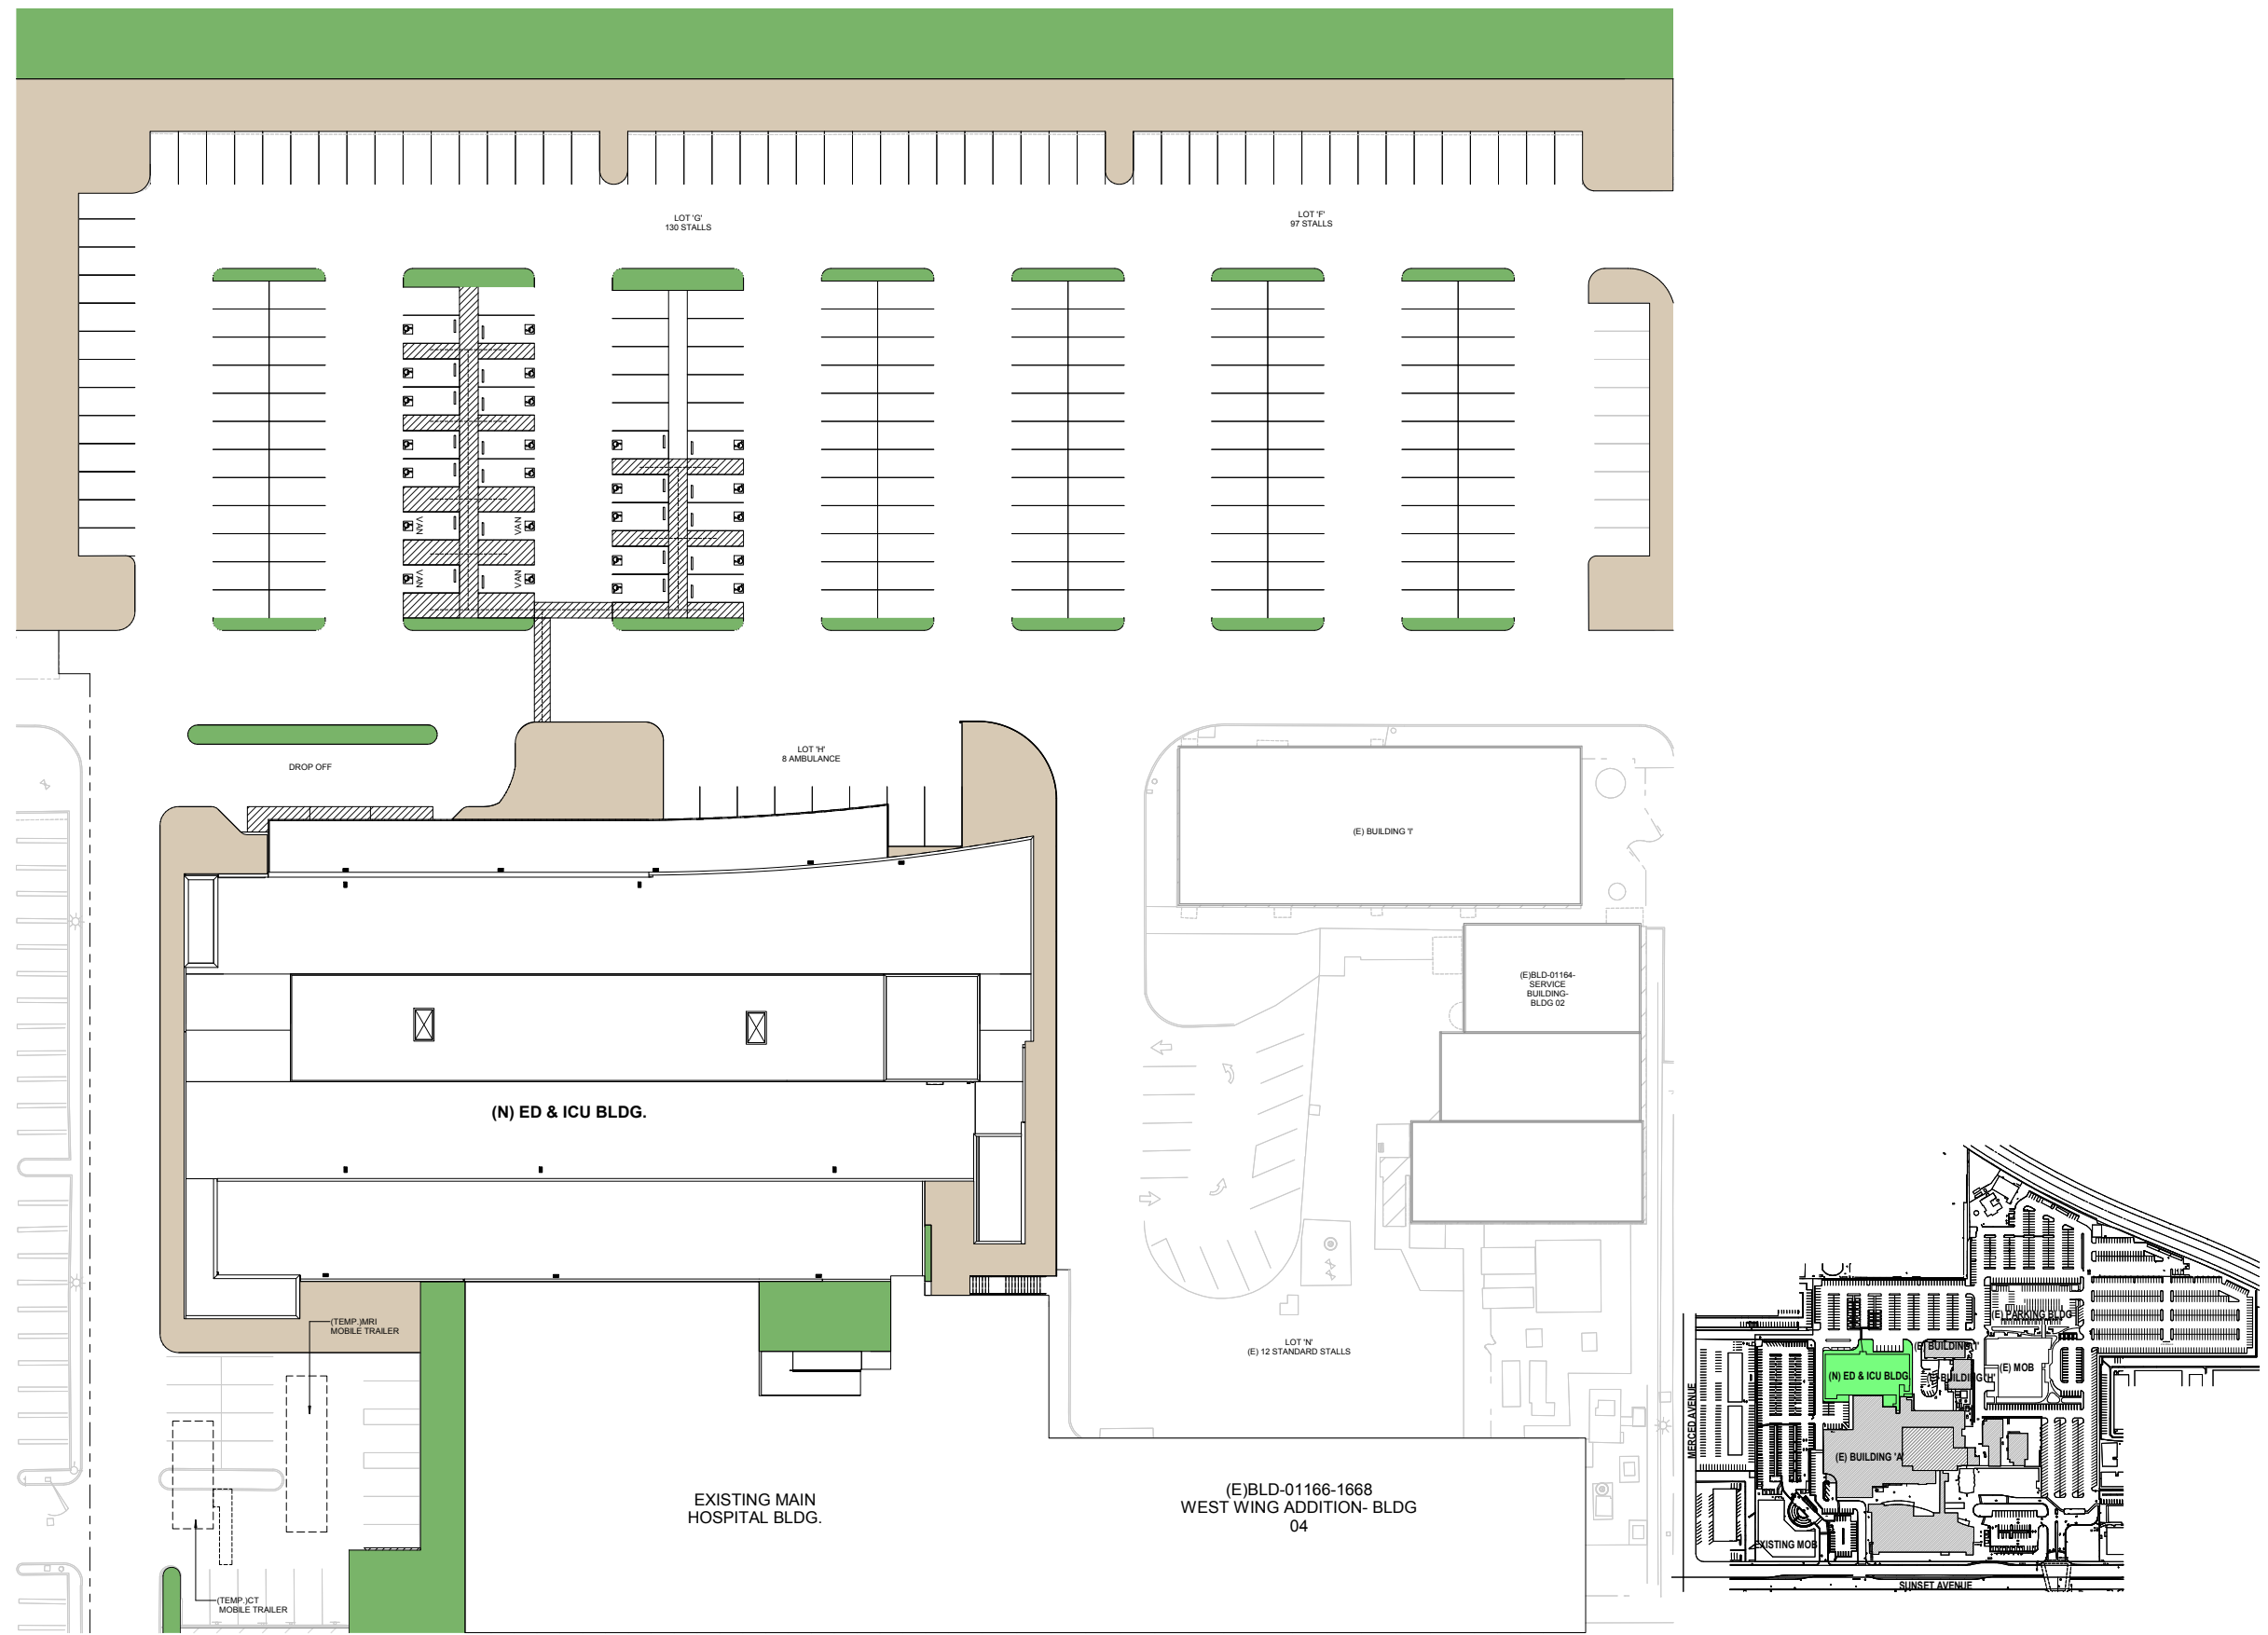 LOT 'G'
130 STALLS
LOT 'F'
97 STALLS
VAN
VAN
VAN
VAN
DROP OFF
LOT 'H'
8 AMBULANCE
(E) BUILDING 'I'
(E)BLD-01164-
SERVICE
BUILDING-
BLDG 02
(N) ED & ICU BLDG.
(TEMP.)MRI
MOBILE TRAILER
LOT 'N'
(E) 12 STANDARD STALLS
EXISTING MAIN
HOSPITAL BLDG.
(E)BLD-01166-1668
WEST WING ADDITION- BLDG
04
(TEMP.)CT
MOBILE TRAILER
(E) PARKING BLDG
(E) BUILDING 'I'
(E) MOB
(N) ED & ICU BLDG
BUILDING 'H'
MERCED AVENUE
(E) BUILDING 'A'
EXISTING MOB
SUNSET AVENUE